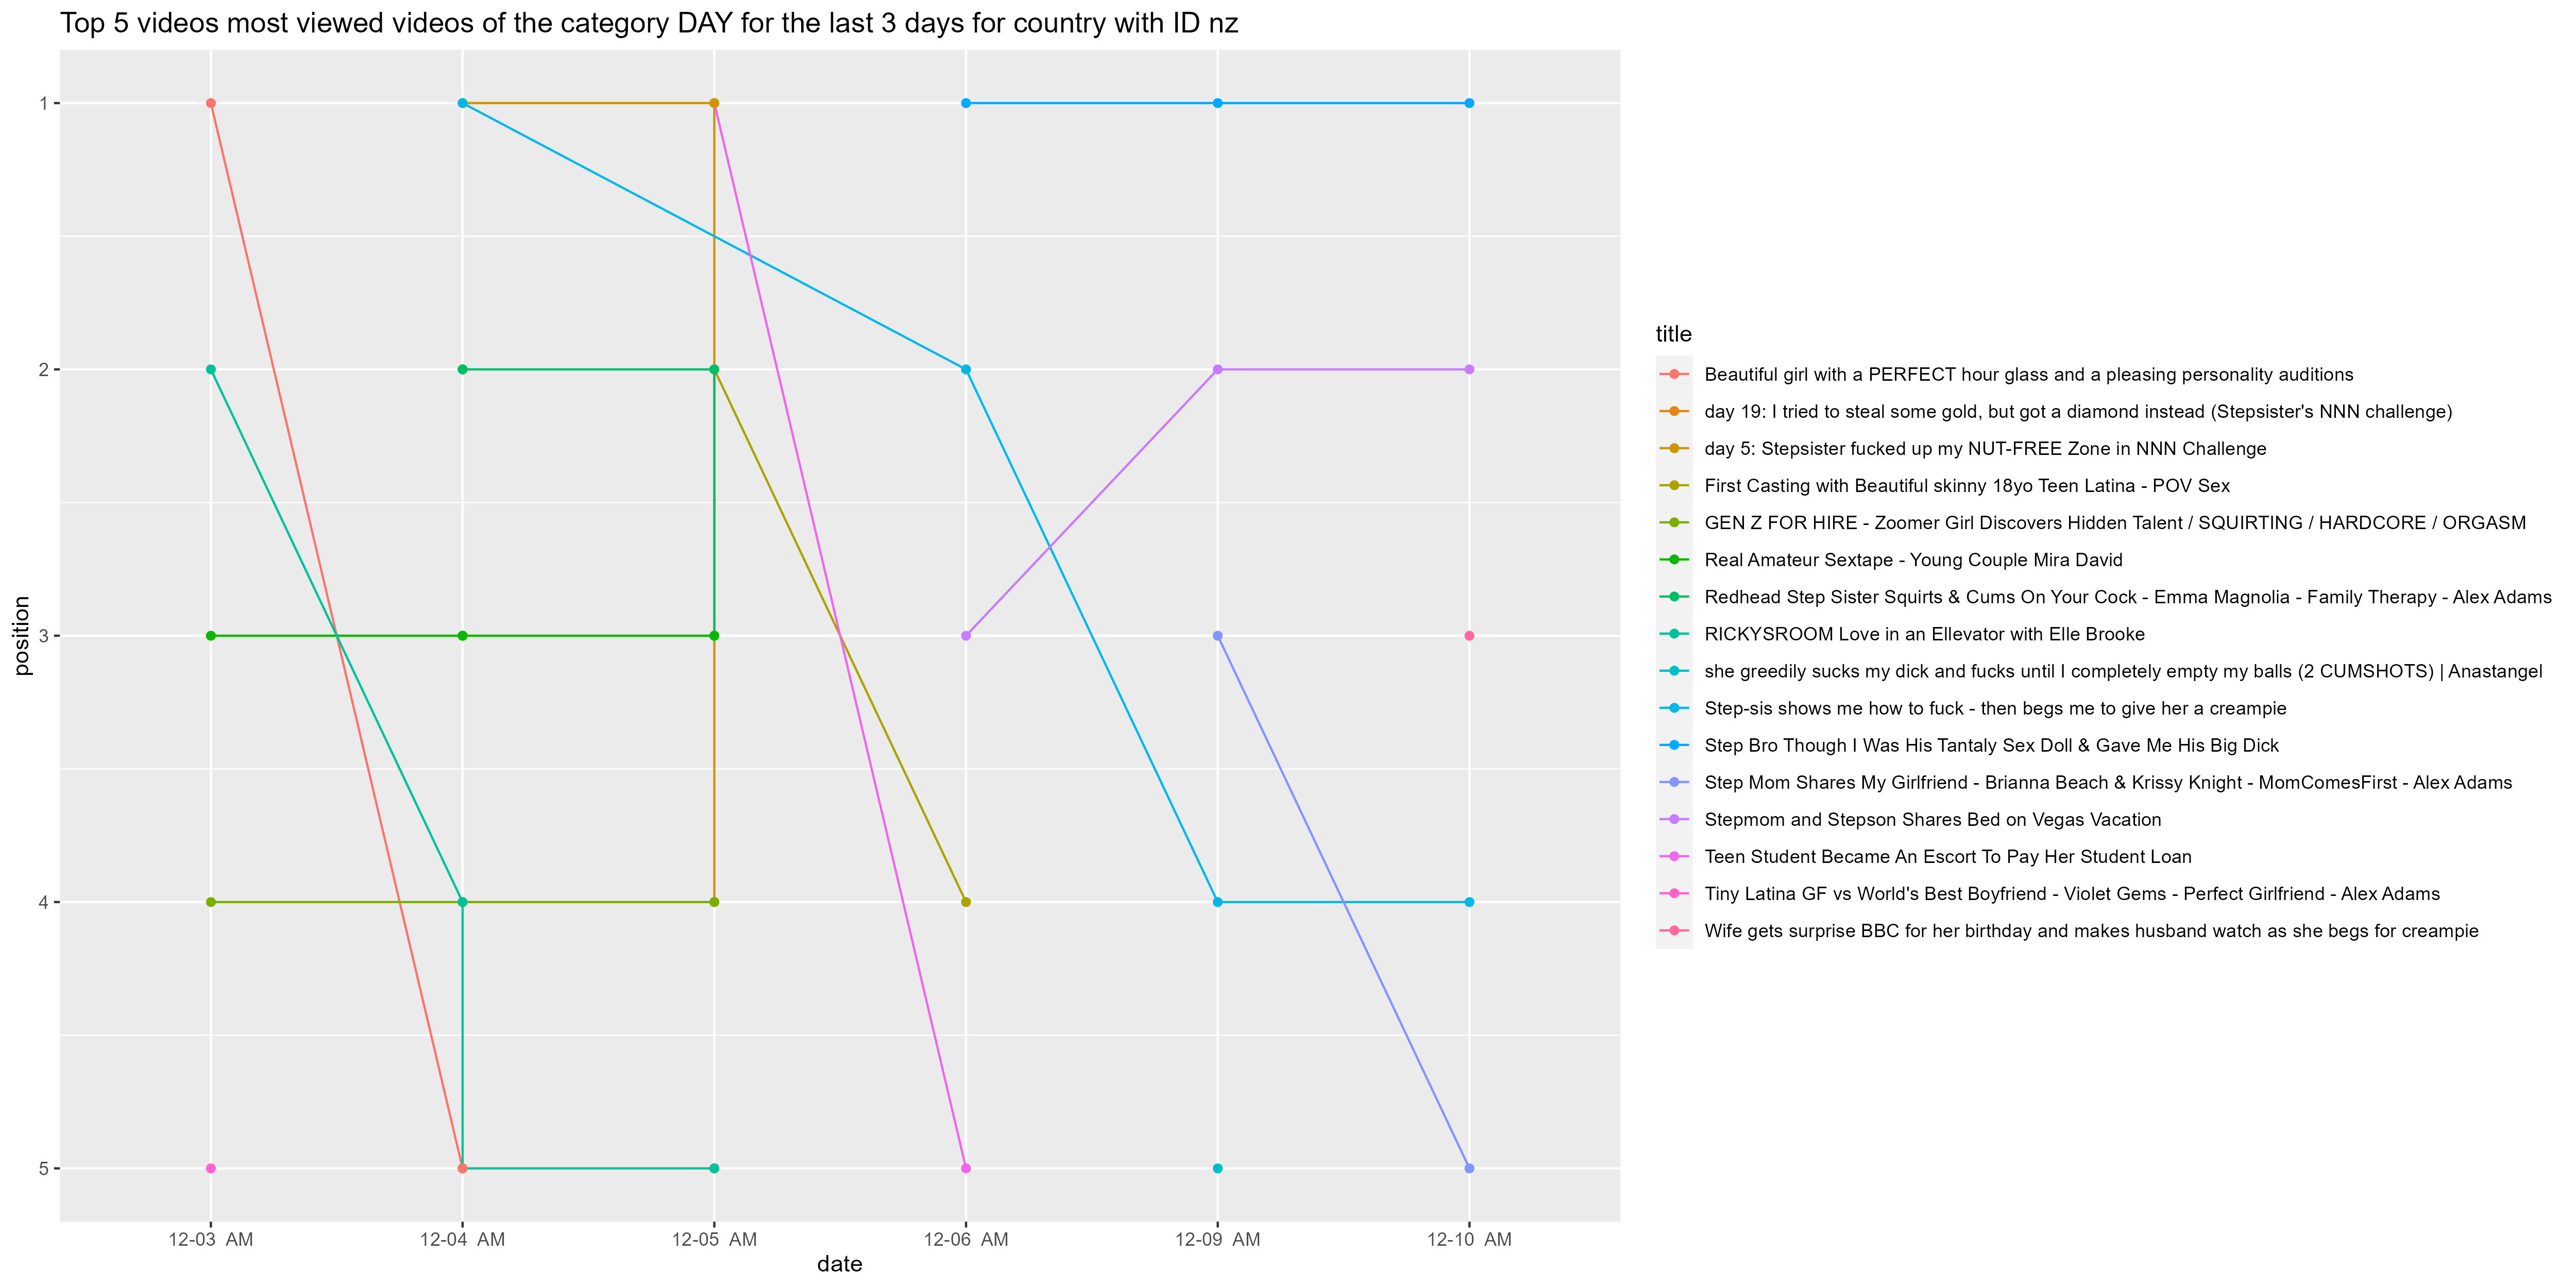 Top 5 videos most viewed videos of the category DAY for the last 3 days for country with ID nz
position
1
2
3
4
5
12-03 AM
12-04 AM
12-05 AM
12-06 AM
12-09 AM
12-10 AM
date
title
Beautiful girl with a PERFECT hour glass and a pleasing personality auditions
day 19: I tried to steal some gold, but got a diamond instead (Stepsister's NNN challenge)
day 5: Stepsister fucked up my NUT-FREE Zone in NNN Challenge
First Casting with Beautiful skinny 18yo Teen Latina - POV Sex
GEN Z FOR HIRE - Zoomer Girl Discovers Hidden Talent / SQUIRTING / HARDCORE / ORGASM
Real Amateur Sextape - Young Couple Mira David
Redhead Step Sister Squirts & Cums On Your Cock - Emma Magnolia - Family Therapy - Alex Adams
RICKYSROOM Love in an Ellevator with Elle Brooke
she greedily sucks my dick and fucks until I completely empty my balls (2 CUMSHOTS) | Anastangel
Step-sis shows me how to fuck - then begs me to give her a creampie
Step Bro Though I Was His Tantaly Sex Doll & Gave Me His Big Dick
Step Mom Shares My Girlfriend - Brianna Beach & Krissy Knight - MomComesFirst - Alex Adams
Stepmom and Stepson Shares Bed on Vegas Vacation
Teen Student Became An Escort To Pay Her Student Loan
Tiny Latina GF vs World's Best Boyfriend - Violet Gems - Perfect Girlfriend - Alex Adams
Wife gets surprise BBC for her birthday and makes husband watch as she begs for creampie